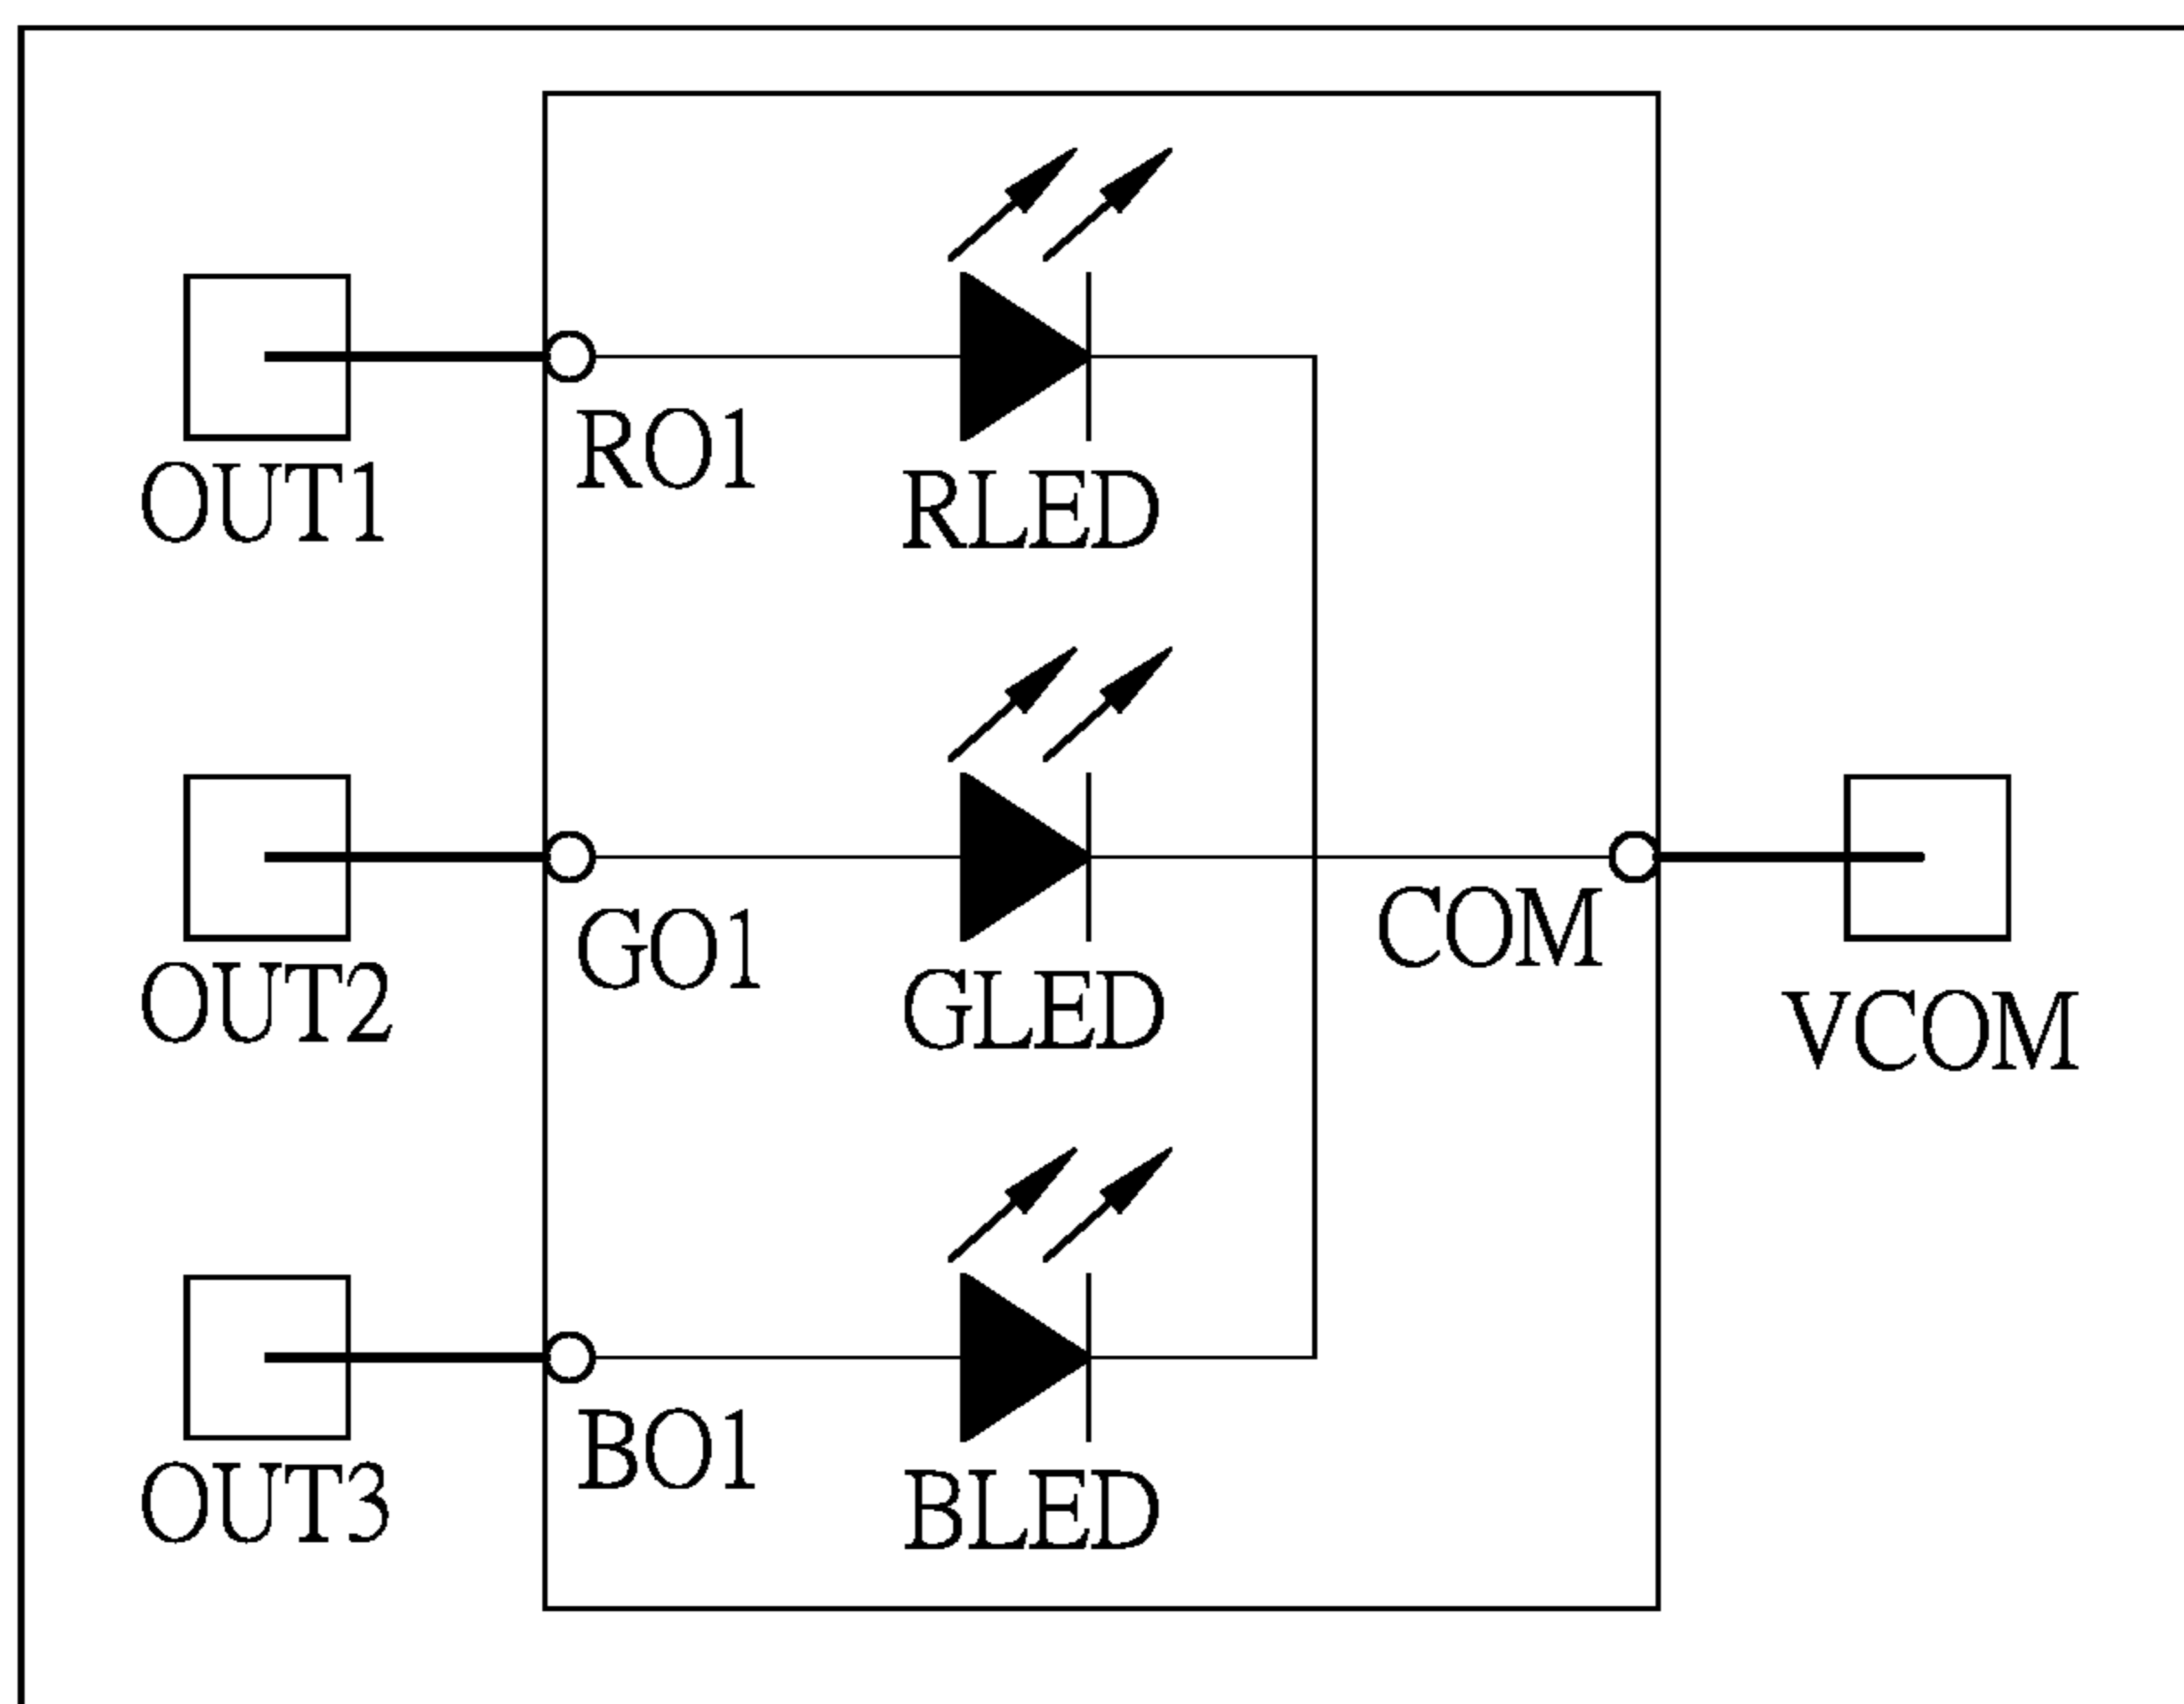 OUT1
RO1
RLED
OUT2
GO1
GLED
COM
VCOM
OUT3
BO1
BLED